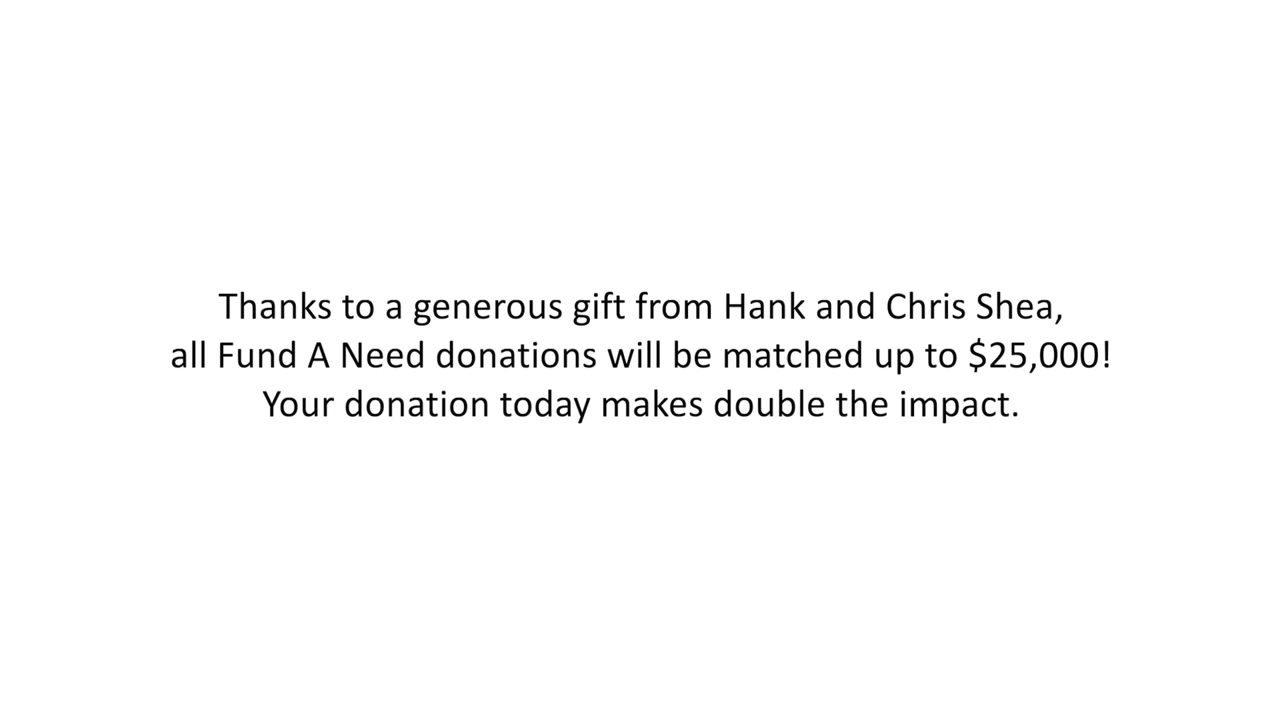 Thanks to a generous gift from Hank and Chris Shea,
all Fund A Need donations will be matched up to $25,000!
Your donation today makes double the impact.